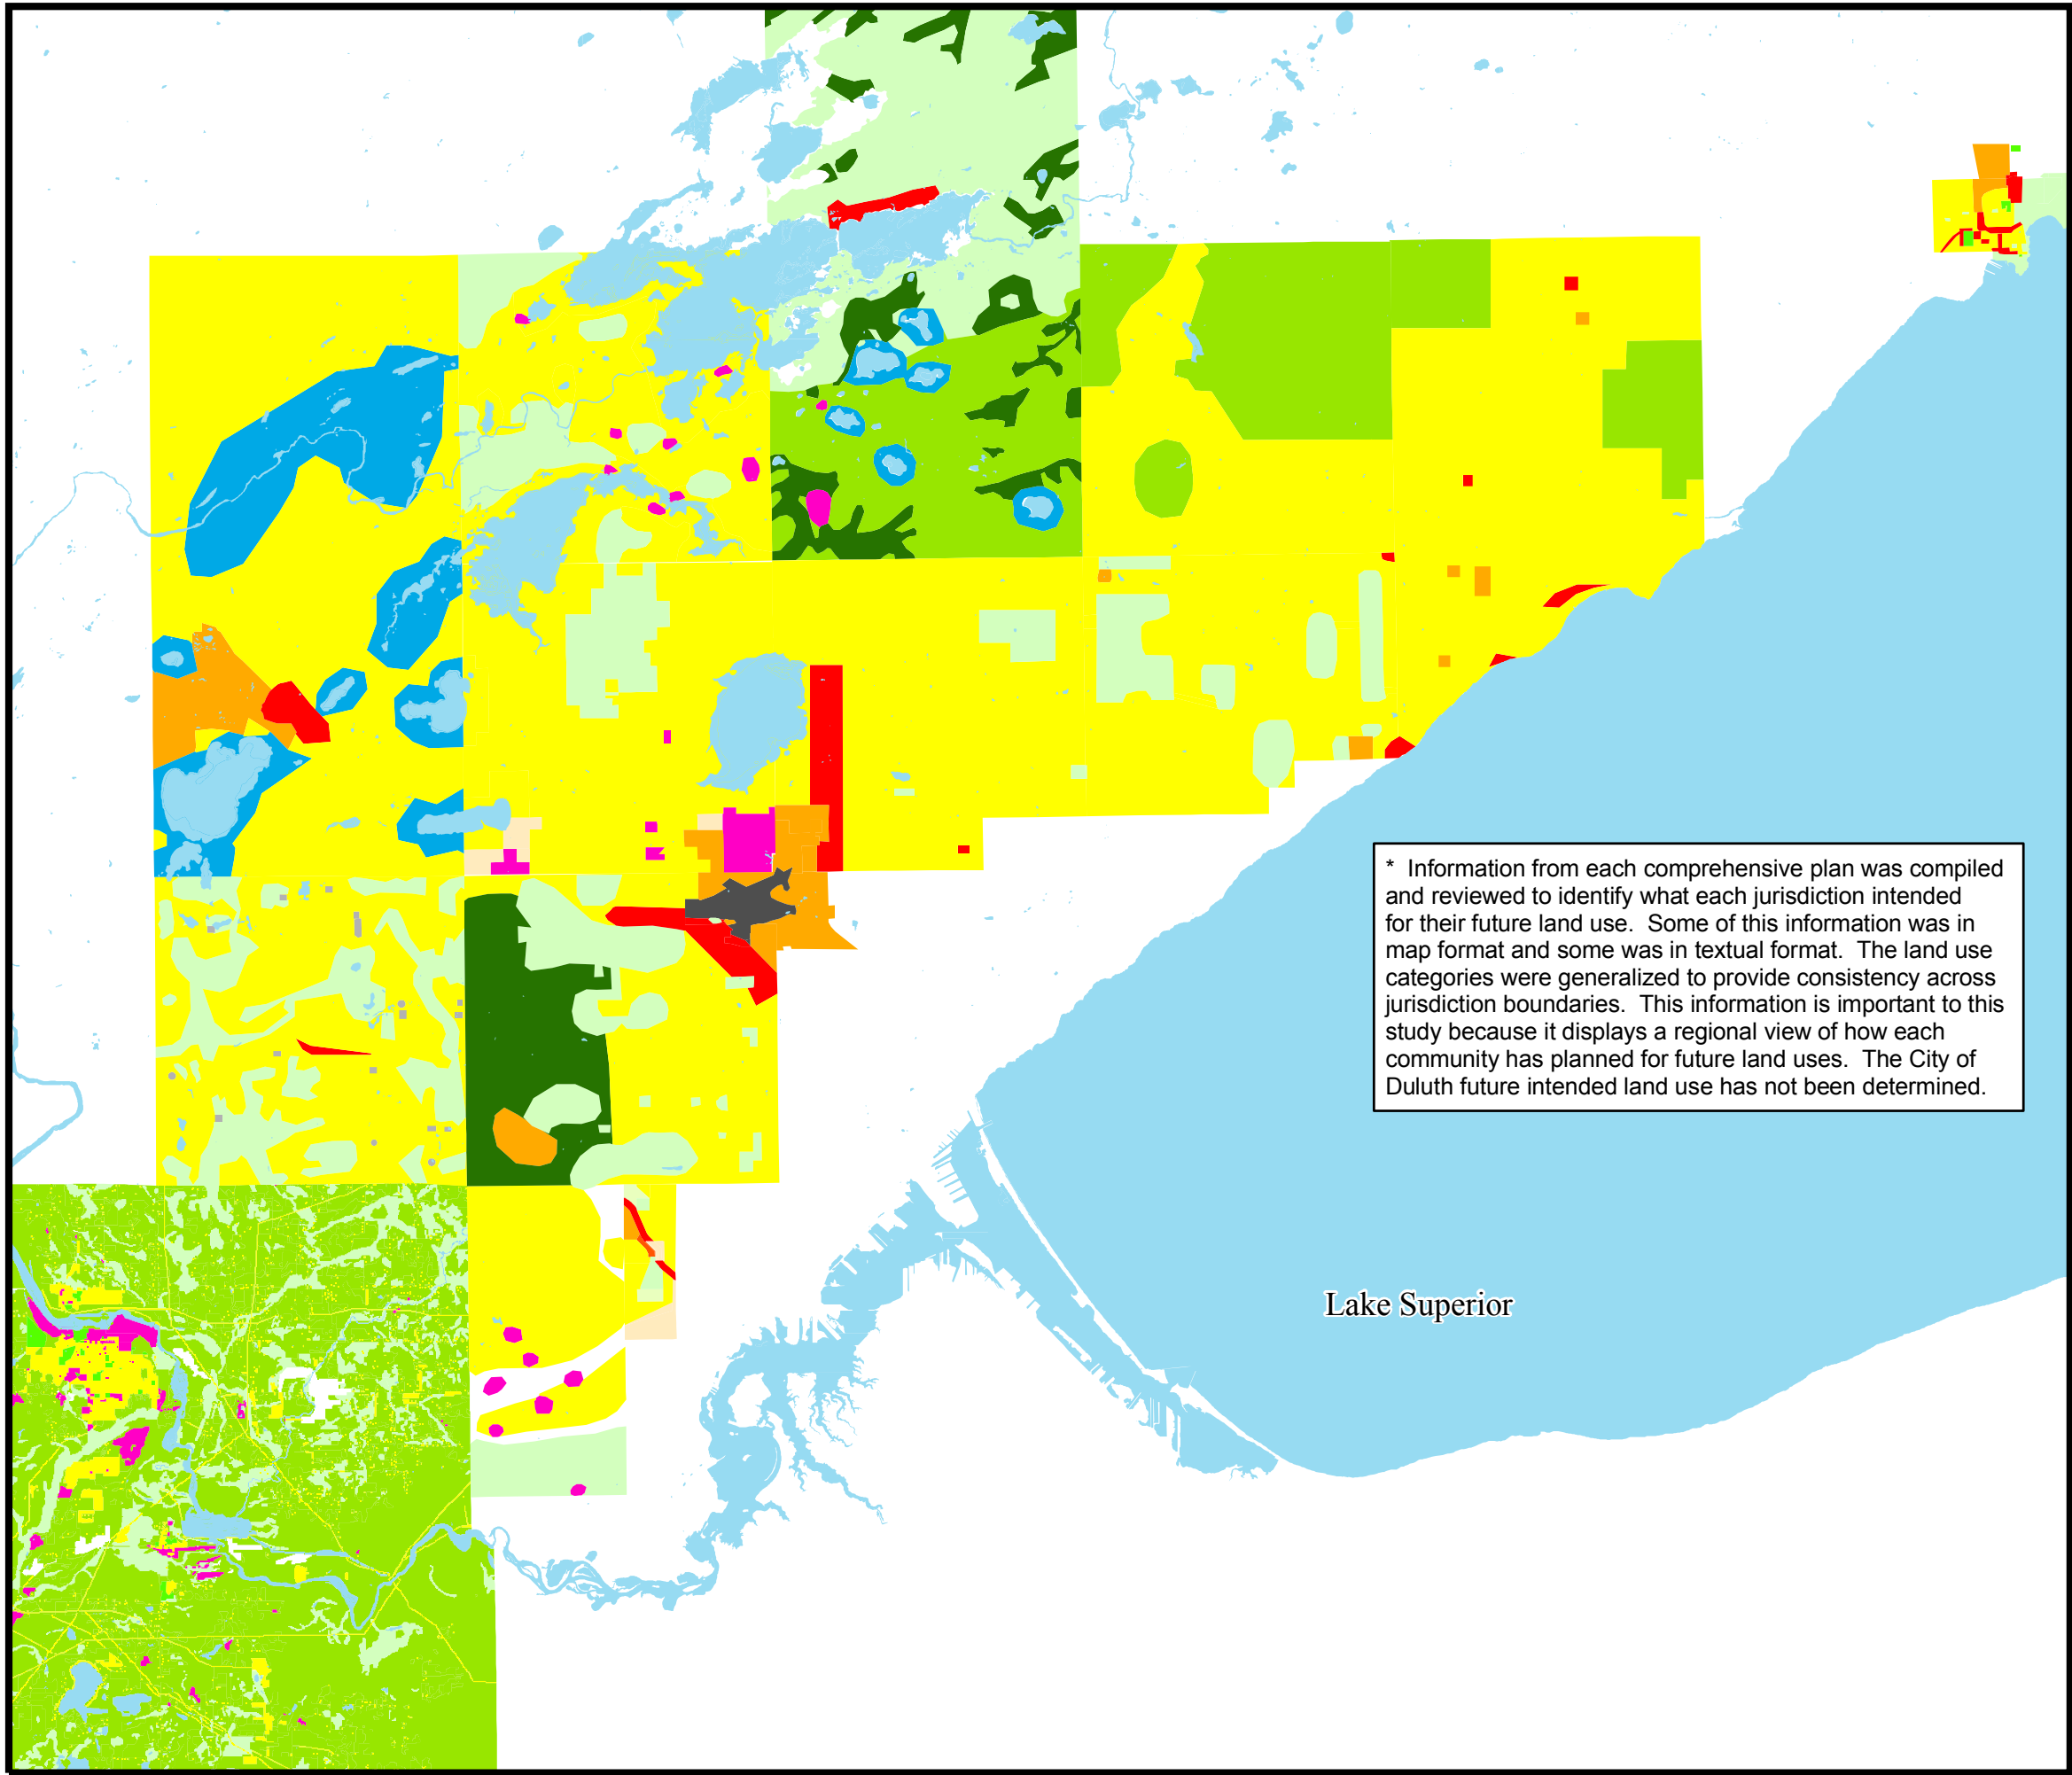 * Information from each comprehensive plan was compiled
and reviewed to identify what each jurisdiction intended
for their future land use. Some of this information was in
map format and some was in textual format. The land use
categories were generalized to provide consistency across
jurisdiction boundaries. This information is important to this
study because it displays a regional view of how each
community has planned for future land uses. The City of
Duluth future intended land use has not been determined.
Lake Superior